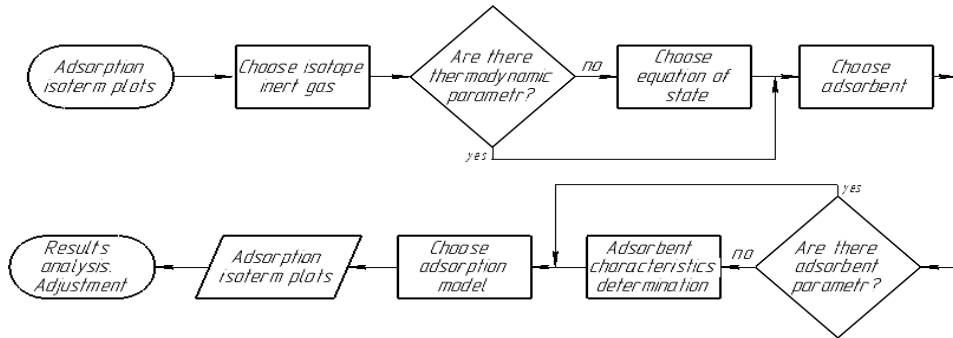 Adsorption
isoterm plots
Choose isotope
inert gas
Are there
thermodynamic
parametr?
no
yes
Choose
equation of
state
Choose
adsorbent
yes
Are there
adsorbent
parametr?
no
Adsorbent
characteristics
determination
Choose
adsorption
model
Adsorption
isoterm plots
Results
analysis.
Adjustment